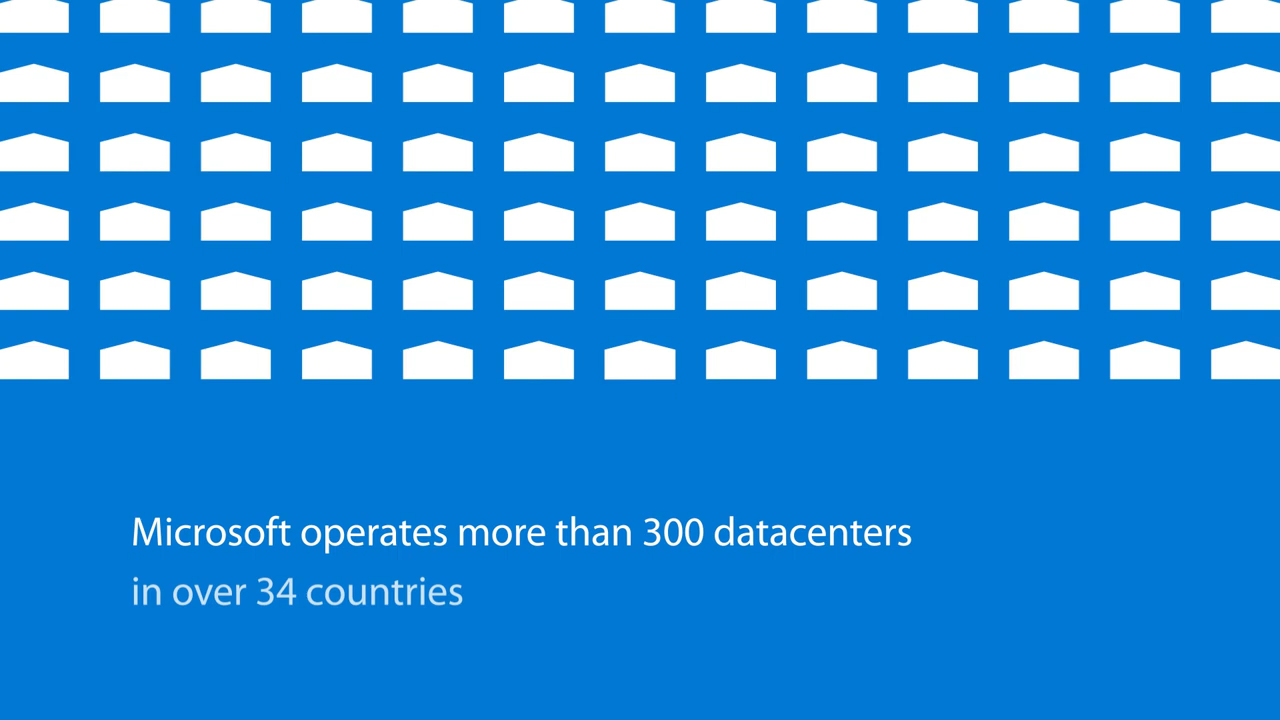 Microsoft operates more than 300 datacenters
in over 34 countries